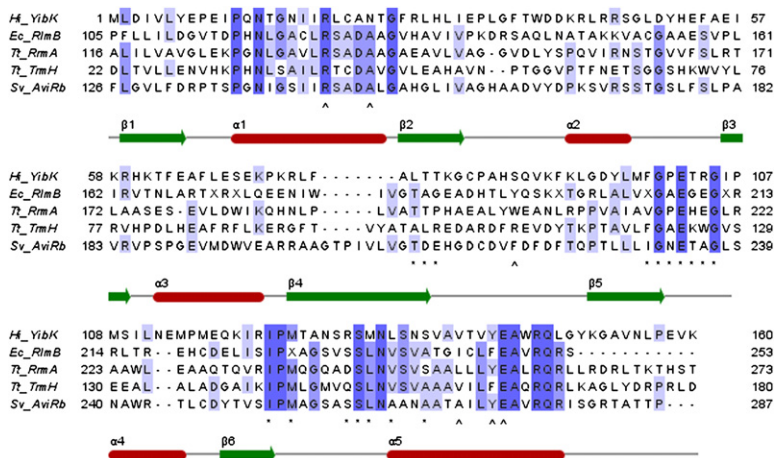 Hi_YibK 1 MLDIVLYEPEIPQNTGNIIRLCANTGFRLHLIEPLGFTWDDKRLRRSGLDYHEFAEI 57
Ec_RlmB 105 PFLLILDGVTDPHNLGACLRSADAAGVHAVIVPKDRSAQLNATAKKVACGAAESVPL 161
Tt_RrmA 116 ALILVAVGLEKPGNLGAVLRSADAAGAEAVLVAG-GVDLYSPQVIRNSTGVVFSLRT 171
Tt_TrmH 22 DLTVLLENVHKPHNLSAILRTCDAVGVLEAHAVN-PTGGVPTFNETSGGSHKWVYL 76
Sv_AviRb 126 FLGVLFDRPTSPGNIGSIIRSADALGAHGLIVAGHAADVYDPKSVRSSTGSLFSLPA 182
^ ^
β1 α1 β2 α2 β3
Hi_YibK 58 KRHKTFEAFLESEKPKRLF------ALTTKGCPAHSQVKFKLGDYLMFGPETRGIP 107
Ec_RlmB 162 IRVTNLARTXRXLQEENIW-----IVGTAGEADHTLYQSKXTGRLALVXGAEGEGXR 213
Tt_RrmA 172 LAASES-EVLDWIKQHNLP-----LVATTPHAEALYWEANLRPPVAIAVGPEHEGLR 222
Tt_TrmH 77 RVHPDLHEAFRFLKERGFT----VYATALREDARDFREVDYTKPTAVLFGAEKWGVS 129
Sv_AviRb 183 VRVPSPGEVMDWVEARRAAGTPIVLVGTDEHGDCDVFDFDFTQPTLLLIGNETAGLS 239
*** ^ *******
α3 β4 β5
Hi_YibK 108 MSILNEMPMEQKIRIPMTANSRSMNLSNSVAVTVYEAWRQLGYKGAVNLPEVK 160
Ec_RlmB 214 RLTR--EHCDELISIPXAGSVSSLNVSVATGICLFEAVRQRS----------- 253
Tt_RrmA 223 AAWL--EAAQTQVRIPMQGQADSLNVSVSAALLLYEALRQRLLRDRLTKTHST 273
Tt_TrmH 130 EEAL--ALADGAIKIPMLGMVQSLNVSVAAAVILFEAQRQRLKAGLYDRPRLD 180
Sv_AviRb 240 NAWR--TLCDYTVSIPMAGSASSLNAANAATAILYEAVRQRISGRTATTP--- 287
* * *** * * ^ ^^
α4 β6 α5